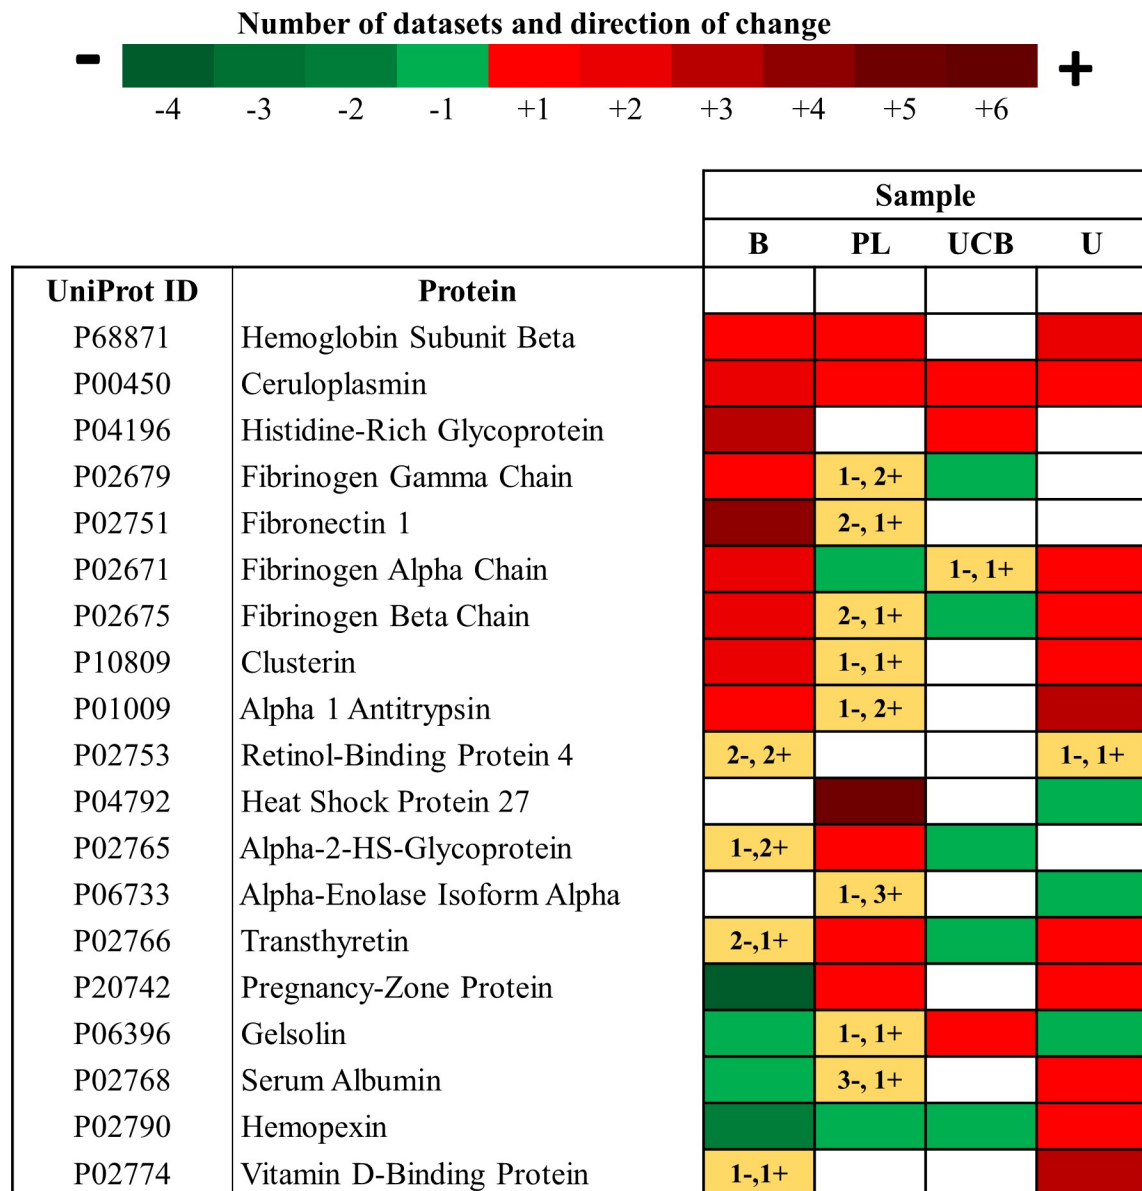 Number of datasets and direction of change
- +
-4 -3 -2 -1 +1 +2 +3 +4 +5 +6
Sample
B PL UCB U
UniProt ID Protein
P68871 Hemoglobin Subunit Beta
P00450 Ceruloplasmin
P04196 Histidine-Rich Glycoprotein
P02679 Fibrinogen Gamma Chain 1-, 2+
P02751 Fibronectin 1 2-, 1+
P02671 Fibrinogen Alpha Chain 1-, 1+
P02675 Fibrinogen Beta Chain 2-, 1+
P10809 Clusterin 1-, 1+
P01009 Alpha 1 Antitrypsin 1-, 2+
P02753 Retinol-Binding Protein 4 2-, 2+ 1-, 1+
P04792 Heat Shock Protein 27
P02765 Alpha-2-HS-Glycoprotein 1-,2+
P06733 Alpha-Enolase Isoform Alpha 1-, 3+
P02766 Transthyretin 2-,1+
P20742 Pregnancy-Zone Protein
P06396 Gelsolin 1-, 1+
P02768 Serum Albumin 3-, 1+
P02790 Hemopexin
P02774 Vitamin D-Binding Protein 1-,1+